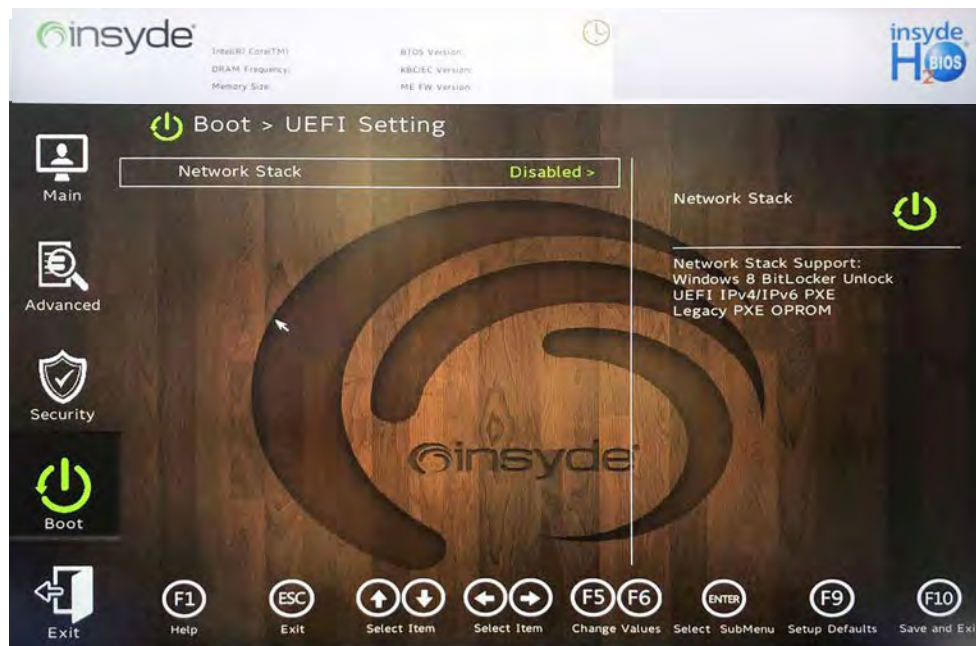 insyde
Intel(R) Core(TM)
DRAM Frequency:
Memory Size:
BIOS Version:
KBC/EC Version:
ME FW Version:
insyde
H2O
BIOS
Boot > UEFI Setting
Network Stack Disabled >
Network Stack
Network Stack Support:
Windows 8 BitLocker Unlock
UEFI IPv4/IPv6 PXE
Legacy PXE OPROM
Main
Advanced
Security
Boot
Exit
insyde
F1
Help
ESC
Exit
Select Item
Select Item
F5 F6
Change Values
ENTER
Select SubMenu
F9
Setup Defaults
F10
Save and Exi